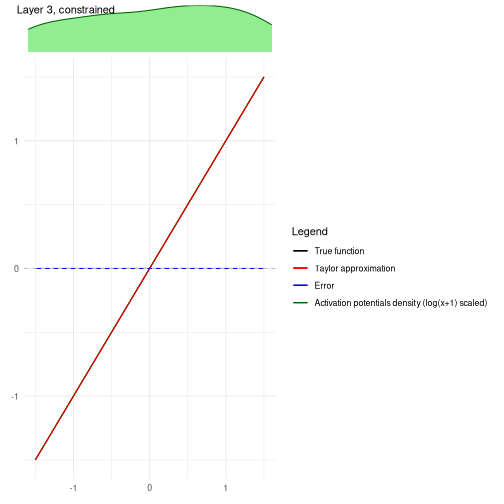 Layer 3, constrained
1
0
-1
-1
0
1
Legend
True function
Taylor approximation
Error
Activation potentials density (log(x+1) scaled)